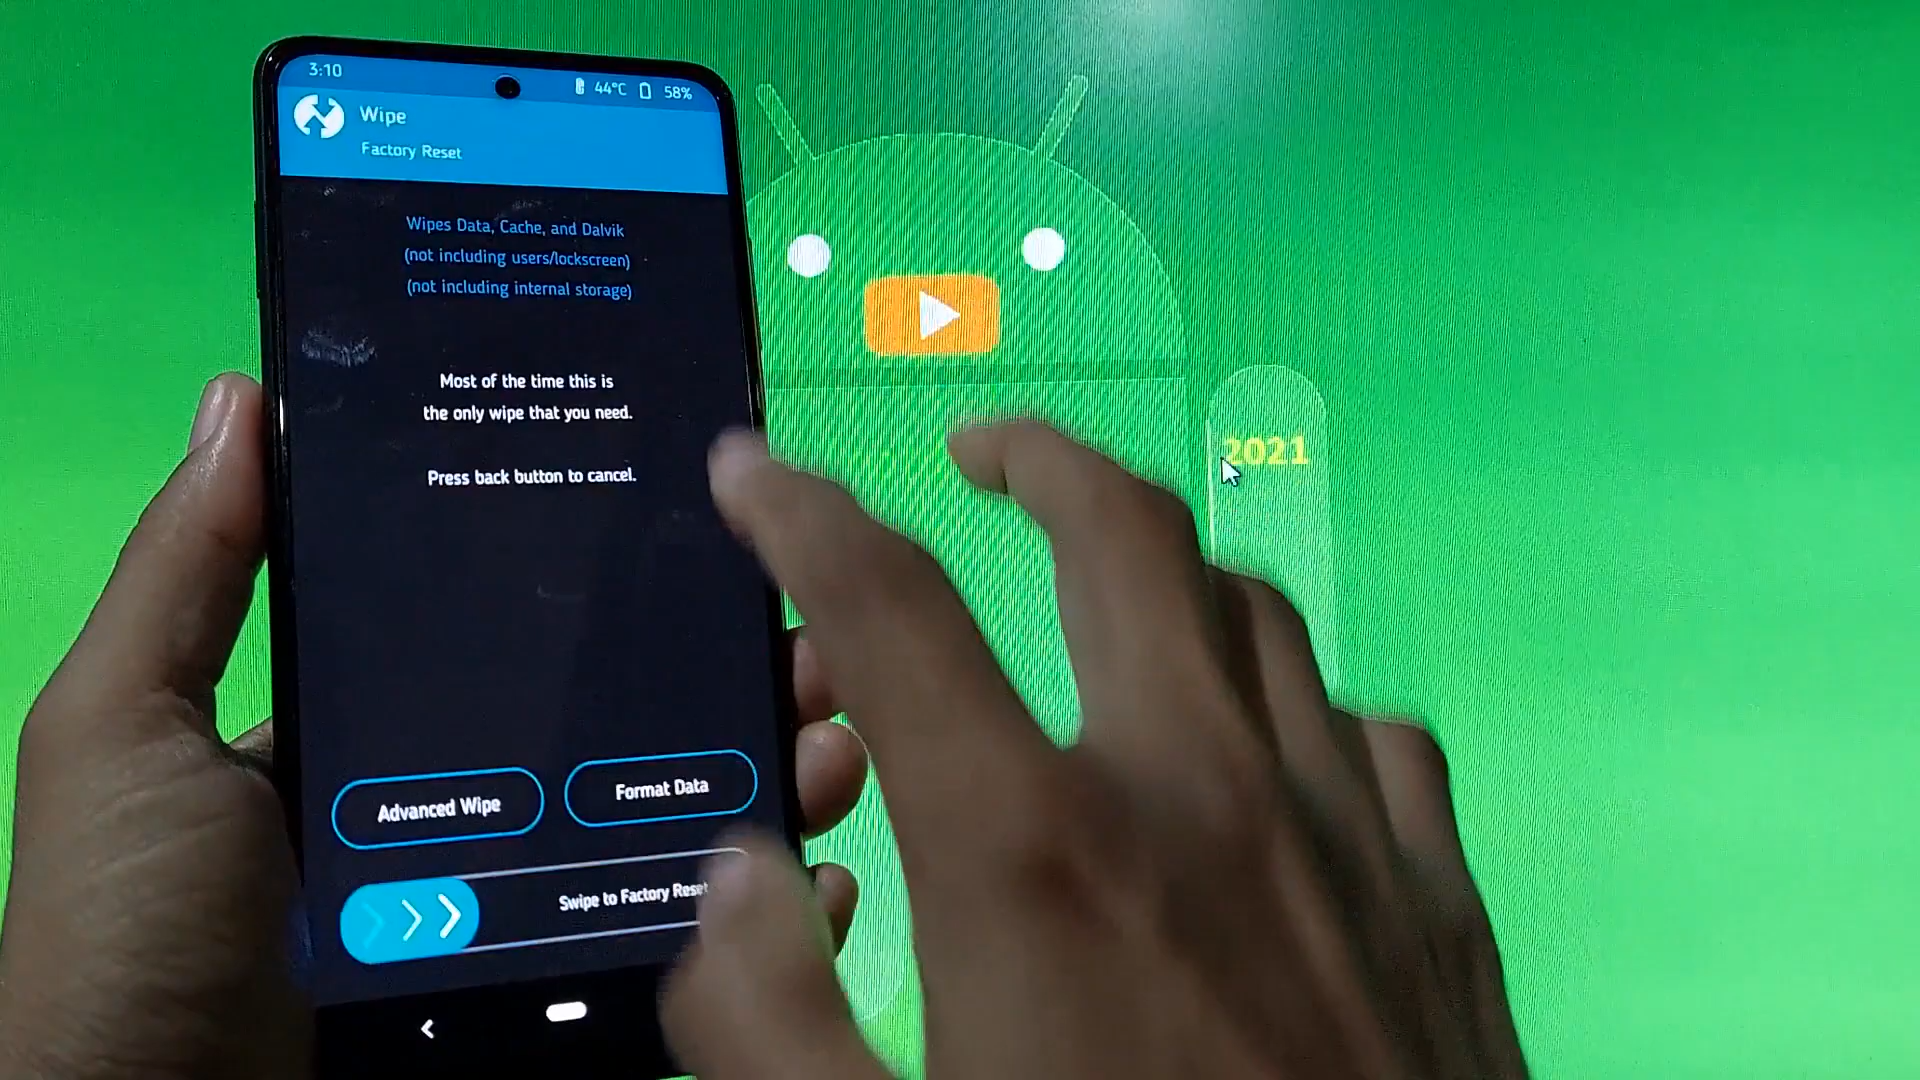 3:10
44°C
58%
Wipe
Factory Reset
Wipes Data, Cache, and Dalvik
(not including users/lockscreen)
(not including internal storage)
Most of the time this is
the only wipe that you need.
Press back button to cancel.
Advanced Wipe
Format Data
Swipe to Factory Reset
2021